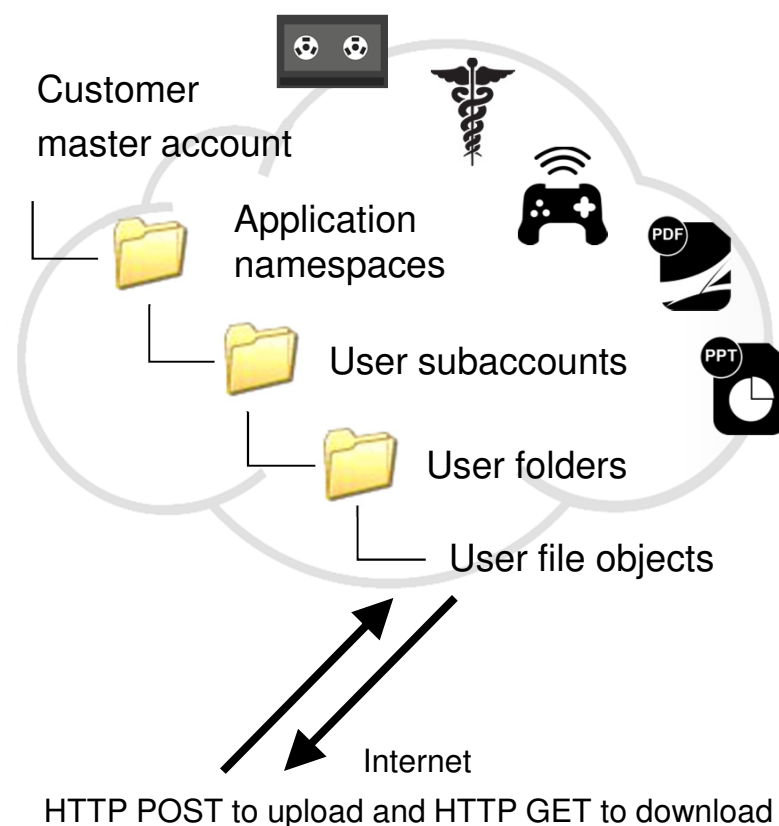 Customer
master account
Application
namespaces
PDF
User subaccounts
PPT
User folders
User file objects
Internet
HTTP POST to upload and HTTP GET to download